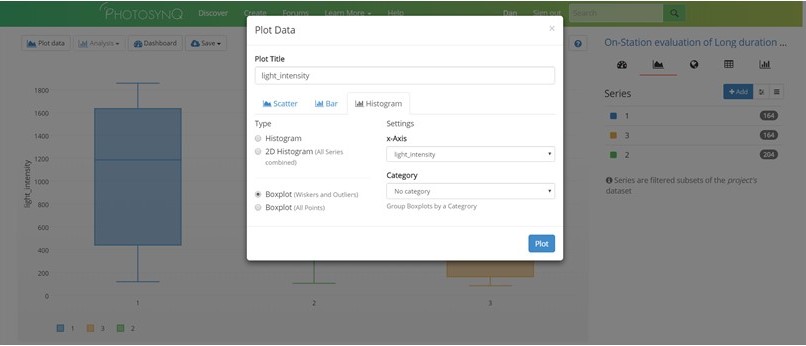 PHOTOSYNQ Discover Create Forums Learn More Help Dan Sign out Search
Plot data Analysis Dashboard Save ?
On-Station evaluation of Long duration ...
Plot Data ×
Plot Title
light_intensity
Scatter Bar Histogram
Type
Histogram
2D Histogram (All Series
combined)
Boxplot (Wiskers and Outliers)
Boxplot (All Points)
Settings
x-Axis
light_intensity
Category
No category
Group Boxplots by a Categrory
Plot
Series + Add
1 164
3 164
2 204
Series are filtered subsets of the project's
dataset
light_intensity
1800
1600
1400
1200
1000
800
600
400
200
0
1 2 3
1 3 2